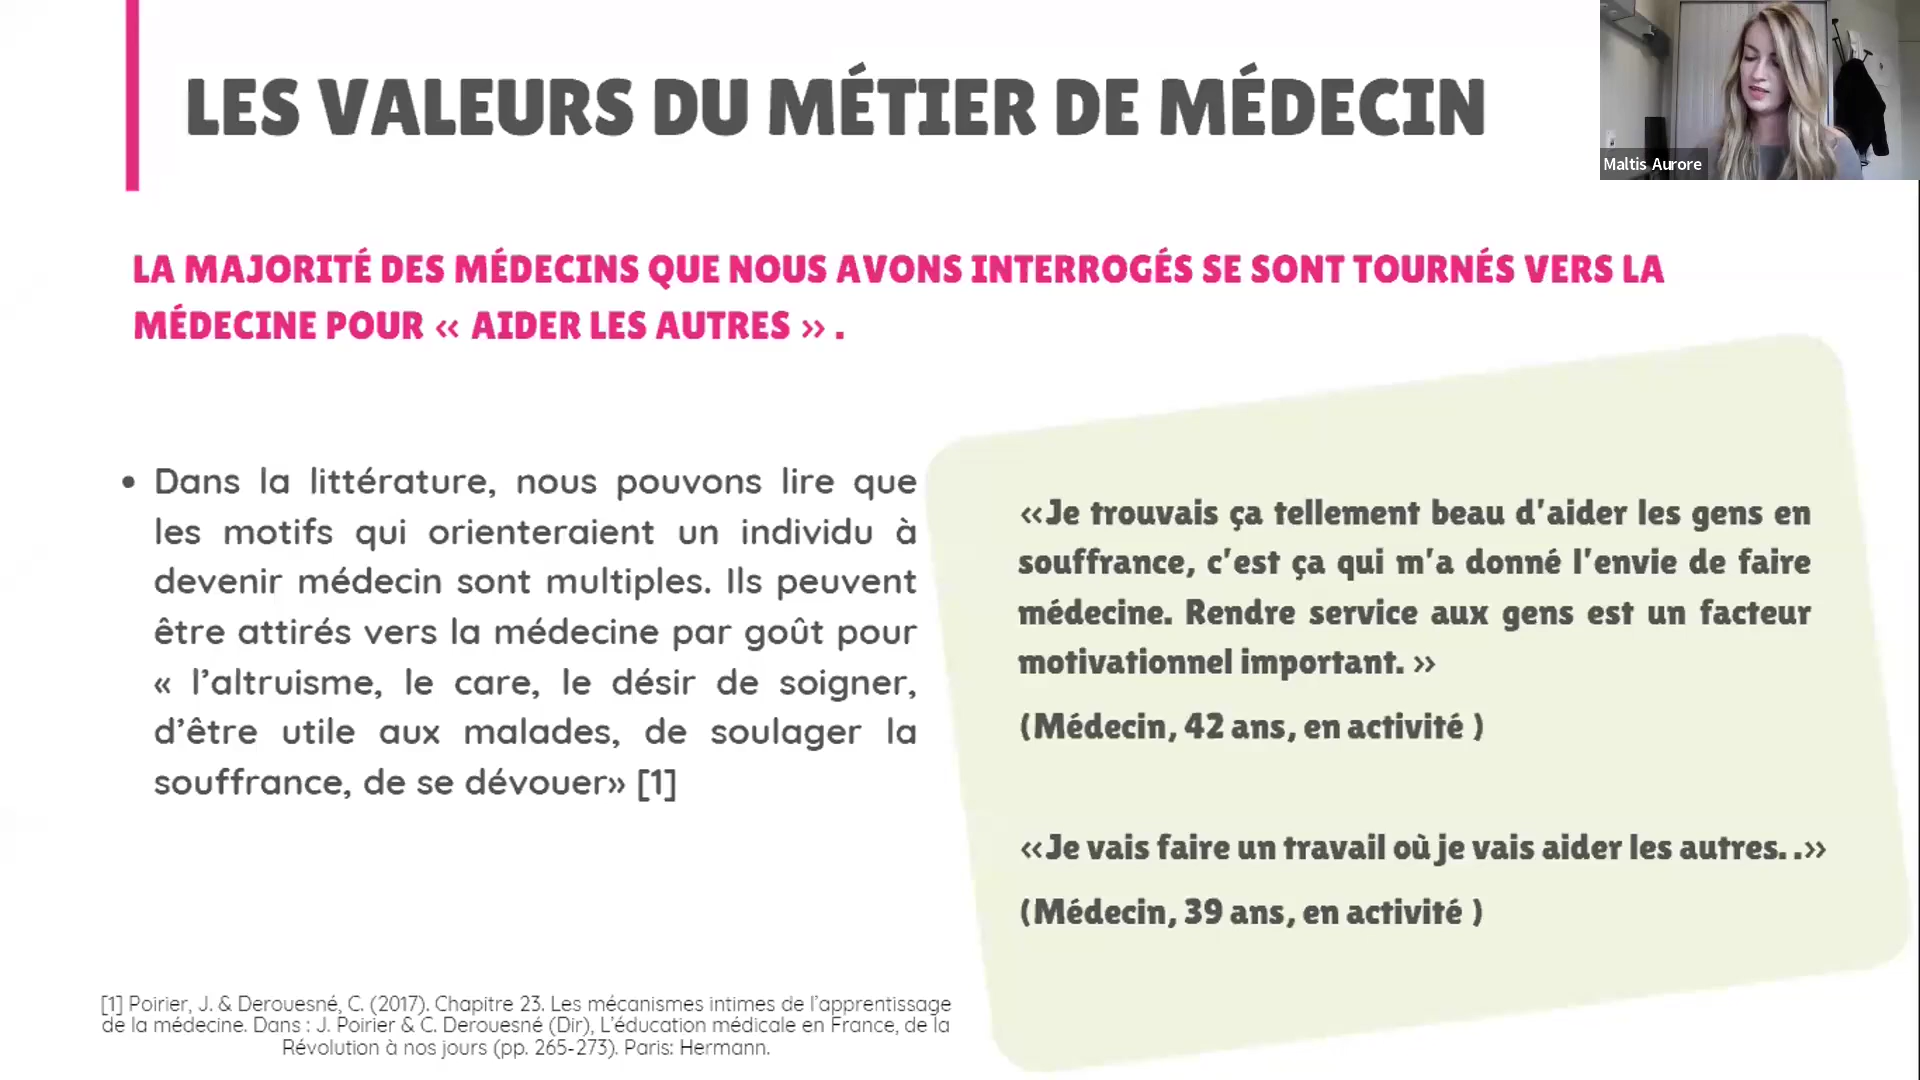 LES VALEURS DU MÉTIER DE MÉDECIN
Maltis Aurore
LA MAJORITÉ DES MÉDECINS QUE NOUS AVONS INTERROGÉS SE SONT TOURNÉS VERS LA
MÉDECINE POUR « AIDER LES AUTRES » .
• Dans la littérature, nous pouvons lire que
les motifs qui orienteraient un individu à
devenir médecin sont multiples. Ils peuvent
être attirés vers la médecine par goût pour
« l’altruisme, le care, le désir de soigner,
d’être utile aux malades, de soulager la
souffrance, de se dévouer» [1]
«Je trouvais ça tellement beau d’aider les gens en
souffrance, c’est ça qui m’a donné l’envie de faire
médecine. Rendre service aux gens est un facteur
motivationnel important. »
(Médecin, 42 ans, en activité )
«Je vais faire un travail où je vais aider les autres. .»
(Médecin, 39 ans, en activité )
[1] Poirier, J. & Derouesné, C. (2017). Chapitre 23. Les mécanismes intimes de l’apprentissage
de la médecine. Dans : J. Poirier & C. Derouesné (Dir), L’éducation médicale en France, de la
Révolution à nos jours (pp. 265-273). Paris: Hermann.